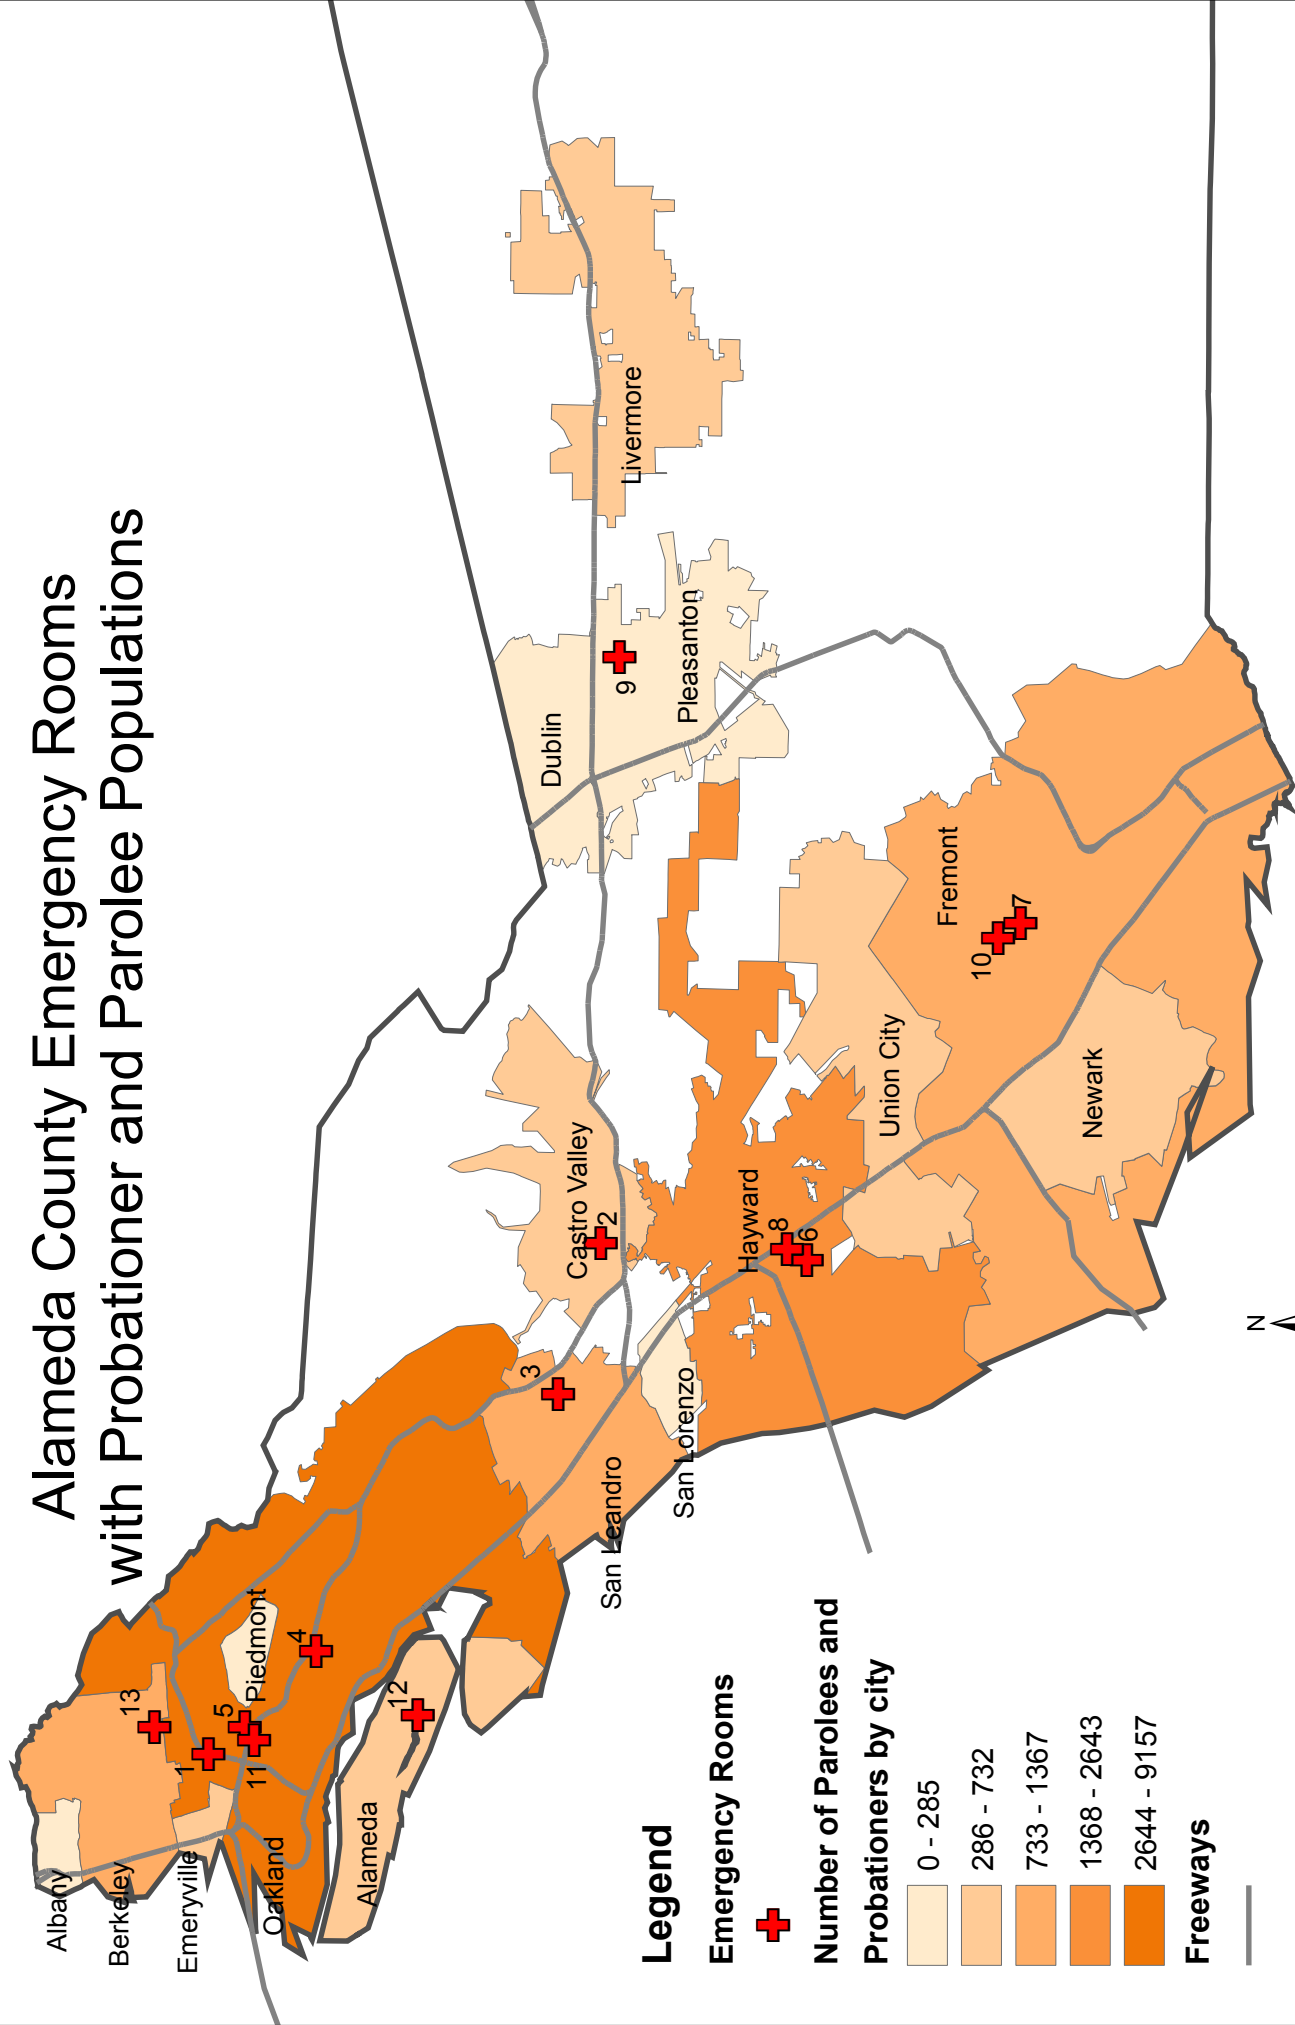 Alameda County Emergency Rooms
with Probationer and Parolee Populations
Albany
Berkeley
Emeryville
Oakland
Piedmont
Alameda
San Leandro
San Lorenzo
Castro Valley
Hayward
Union City
Newark
Fremont
Dublin
Pleasanton
Livermore
13
1
5
11
4
12
3
2
8
6
10
7
9
N
Legend
Emergency Rooms
Number of Parolees and
Probationers by city
0 - 285
286 - 732
733 - 1367
1368 - 2643
2644 - 9157
Freeways